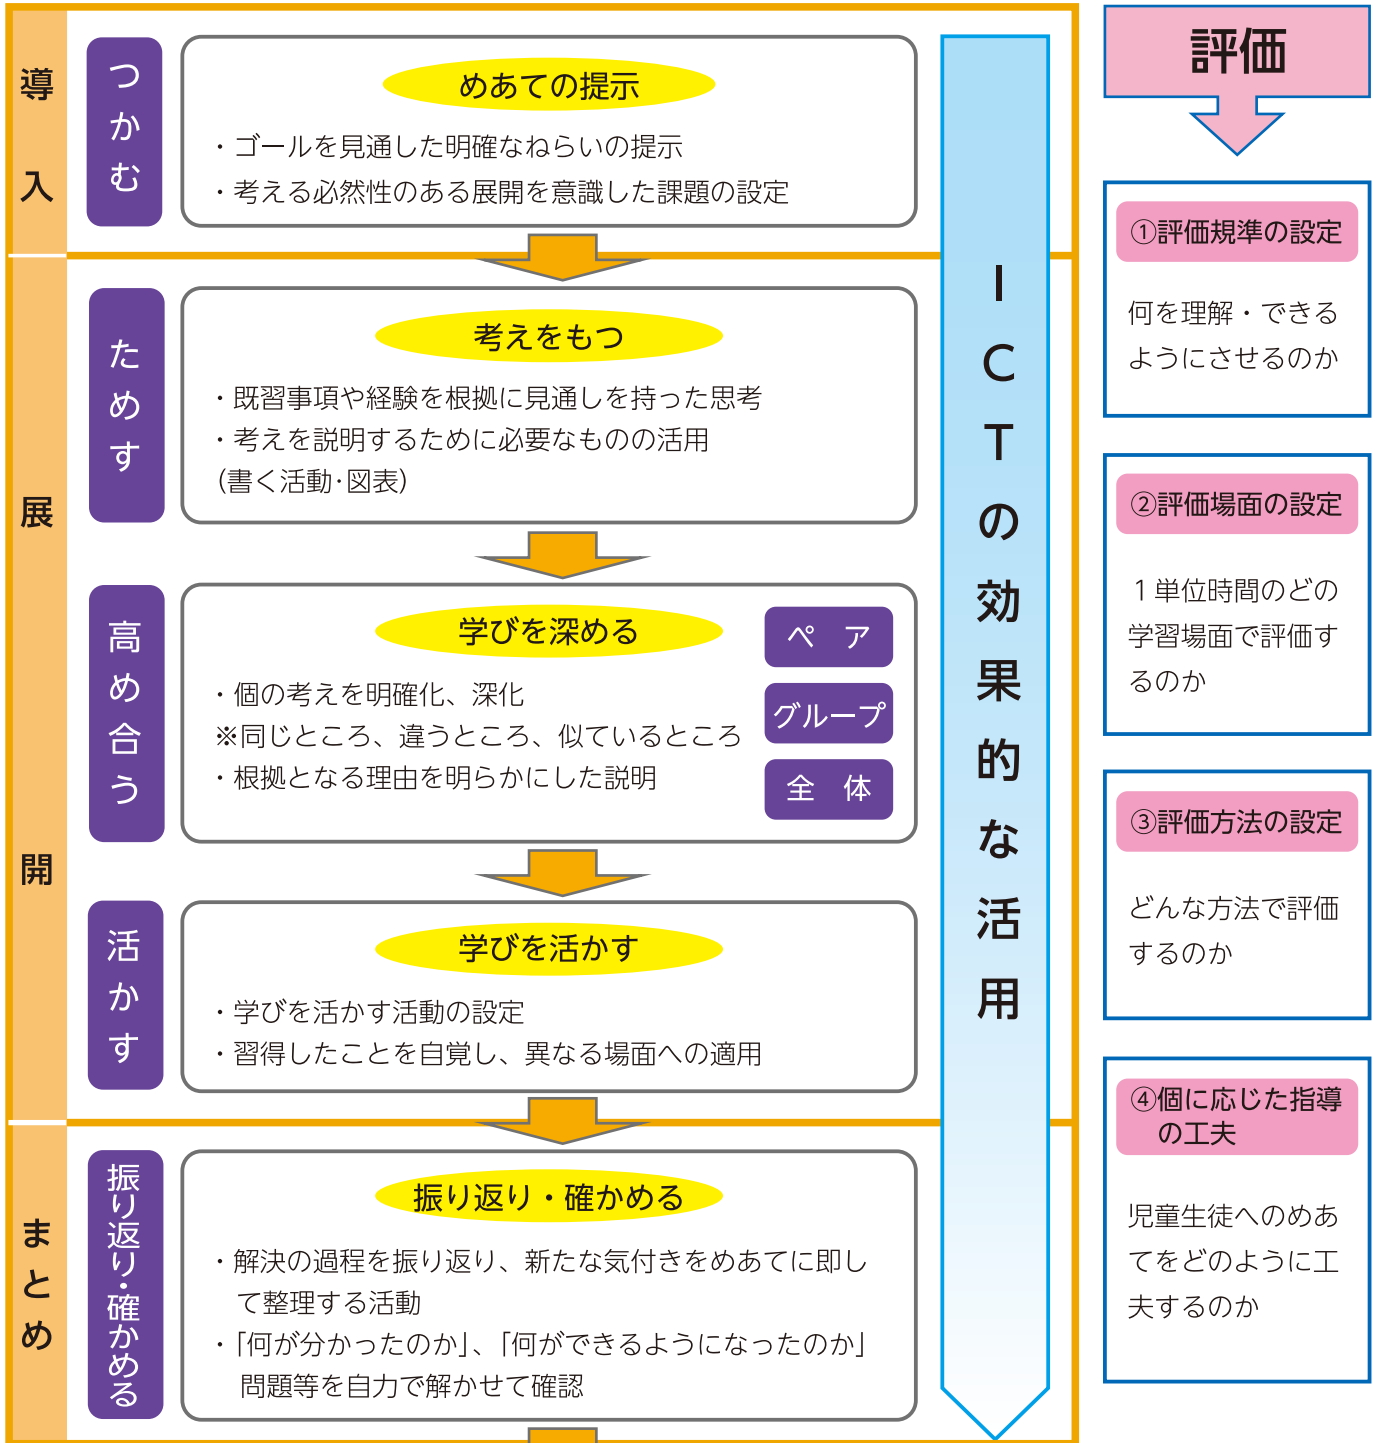 導入
つかむ
めあての提示
・ゴールを見通した明確なねらいの提示
・考える必然性のある展開を意識した課題の設定
展開
ためす
考えをもつ
・既習事項や経験を根拠に見通しを持った思考
・考えを説明するために必要なものの活用
(書く活動・図表)
高め合う
学びを深める
・個の考えを明確化、深化
※同じところ、違うところ、似ているところ
・根拠となる理由を明らかにした説明
ペ　ア
グループ
全　体
活かす
学びを活かす
・学びを活かす活動の設定
・習得したことを自覚し、異なる場面への適用
まとめ
振り返り・確かめる
振り返り・確かめる
・解決の過程を振り返り、新たな気付きをめあてに即し
て整理する活動
・「何が分かったのか」、「何ができるようになったのか」
問題等を自力で解かせて確認
ICTの効果的な活用
評価
①評価規準の設定
何を理解・できる
ようにさせるのか
②評価場面の設定
１単位時間のどの
学習場面で評価す
るのか
③評価方法の設定
どんな方法で評価
するのか
④個に応じた指導
の工夫
児童生徒へのめあ
てをどのように工
夫するのか